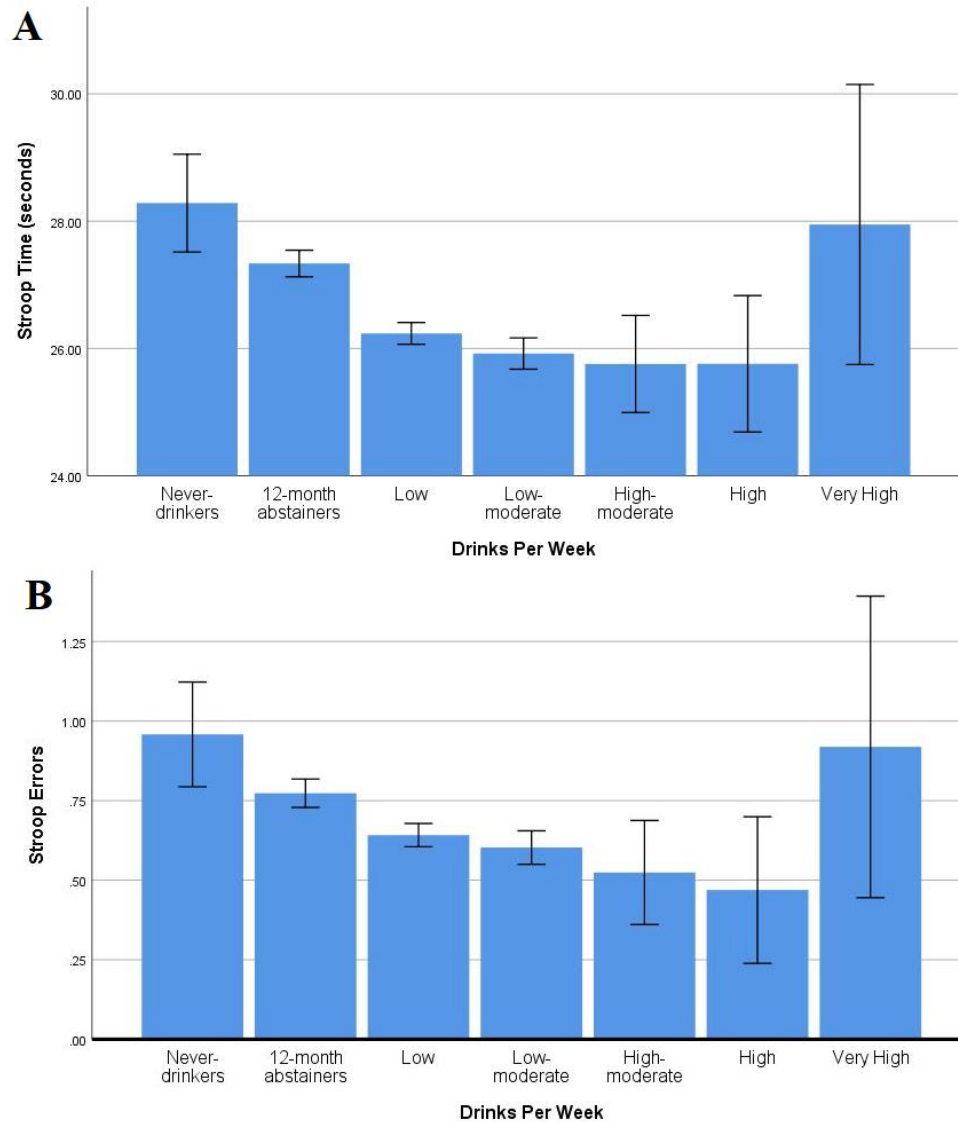 A
Stroop Time (seconds)
30.00
28.00
26.00
24.00
Never-
drinkers
12-month
abstainers
Low
Low-
moderate
High-
moderate
High
Very High
Drinks Per Week
B
Stroop Errors
1.25
1.00
.75
.50
.25
.00
Never-
drinkers
12-month
abstainers
Low
Low-
moderate
High-
moderate
High
Very High
Drinks Per Week